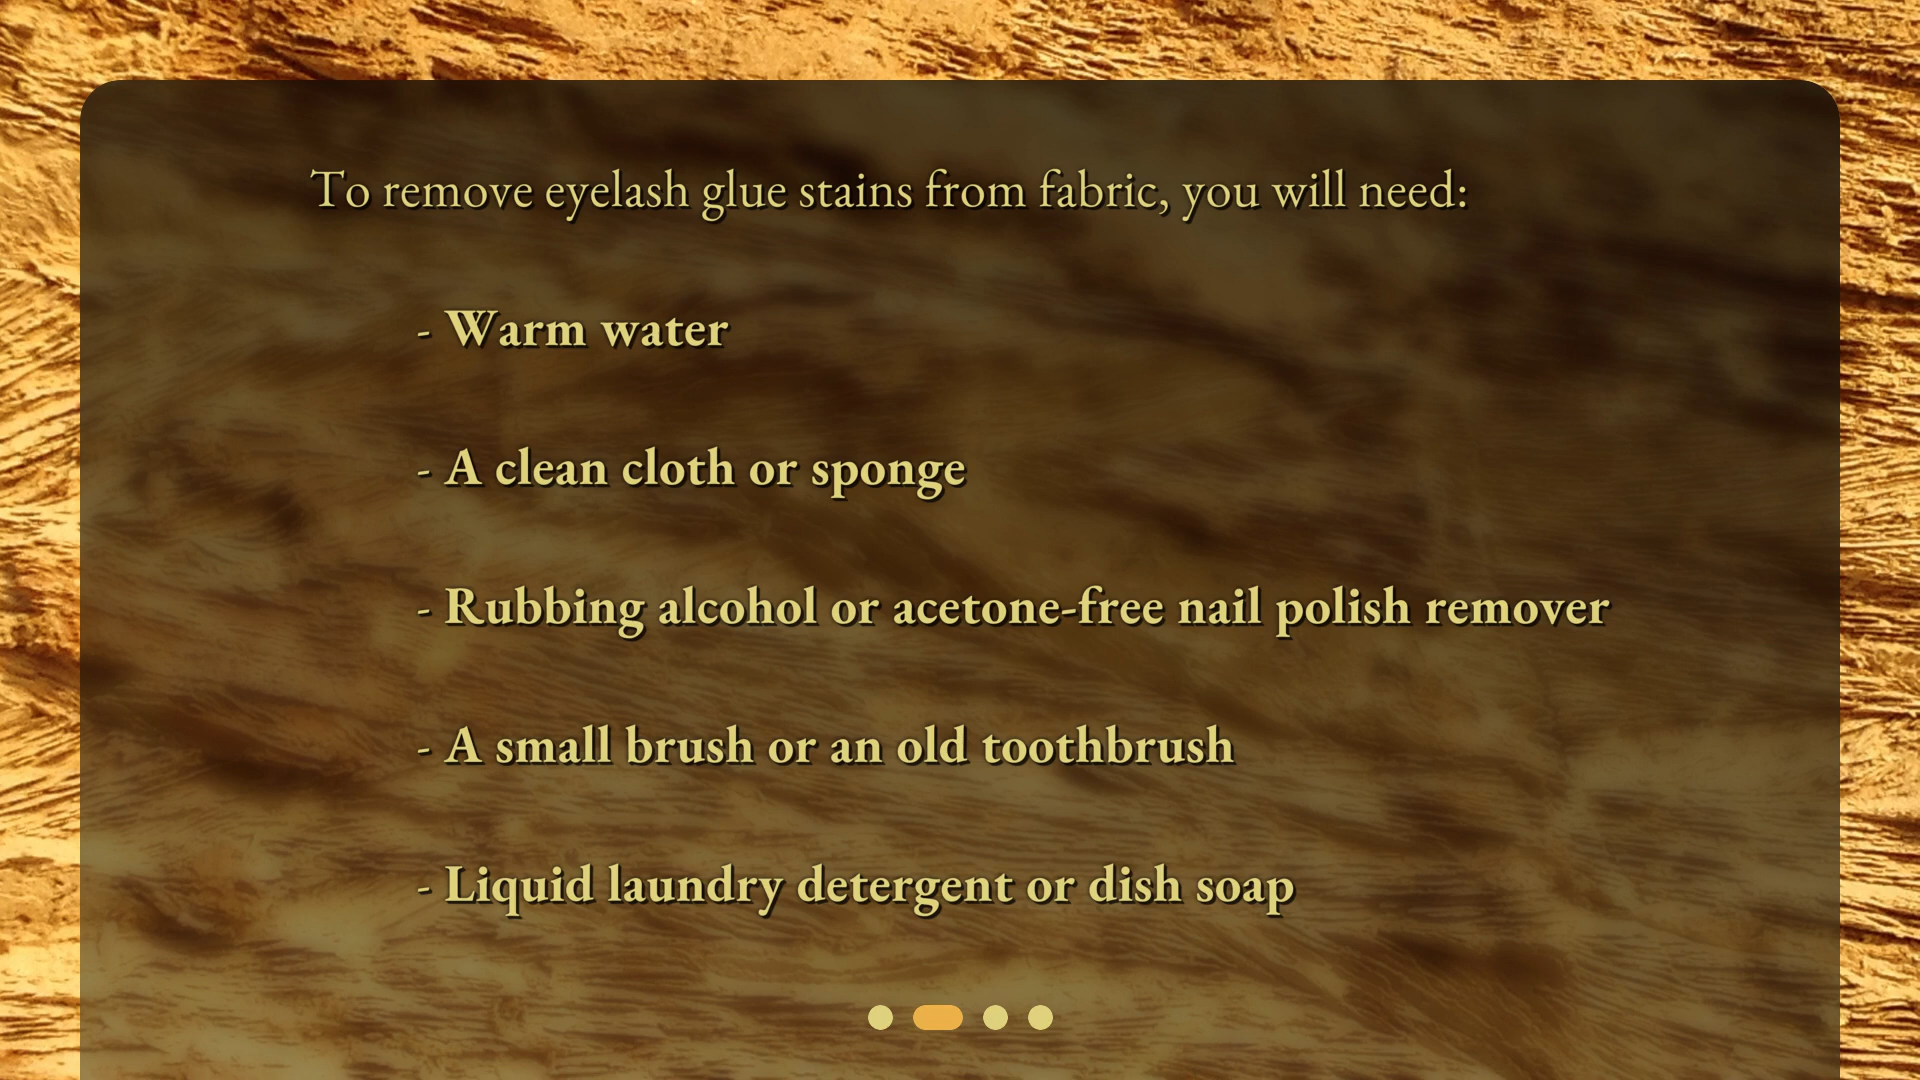 To remove eyelash glue stains from fabric, you will need:
- Warm water
- A clean cloth or sponge
- Rubbing alcohol or acetone-free nail polish remover
- A small brush or an old toothbrush
- Liquid laundry detergent or dish soap